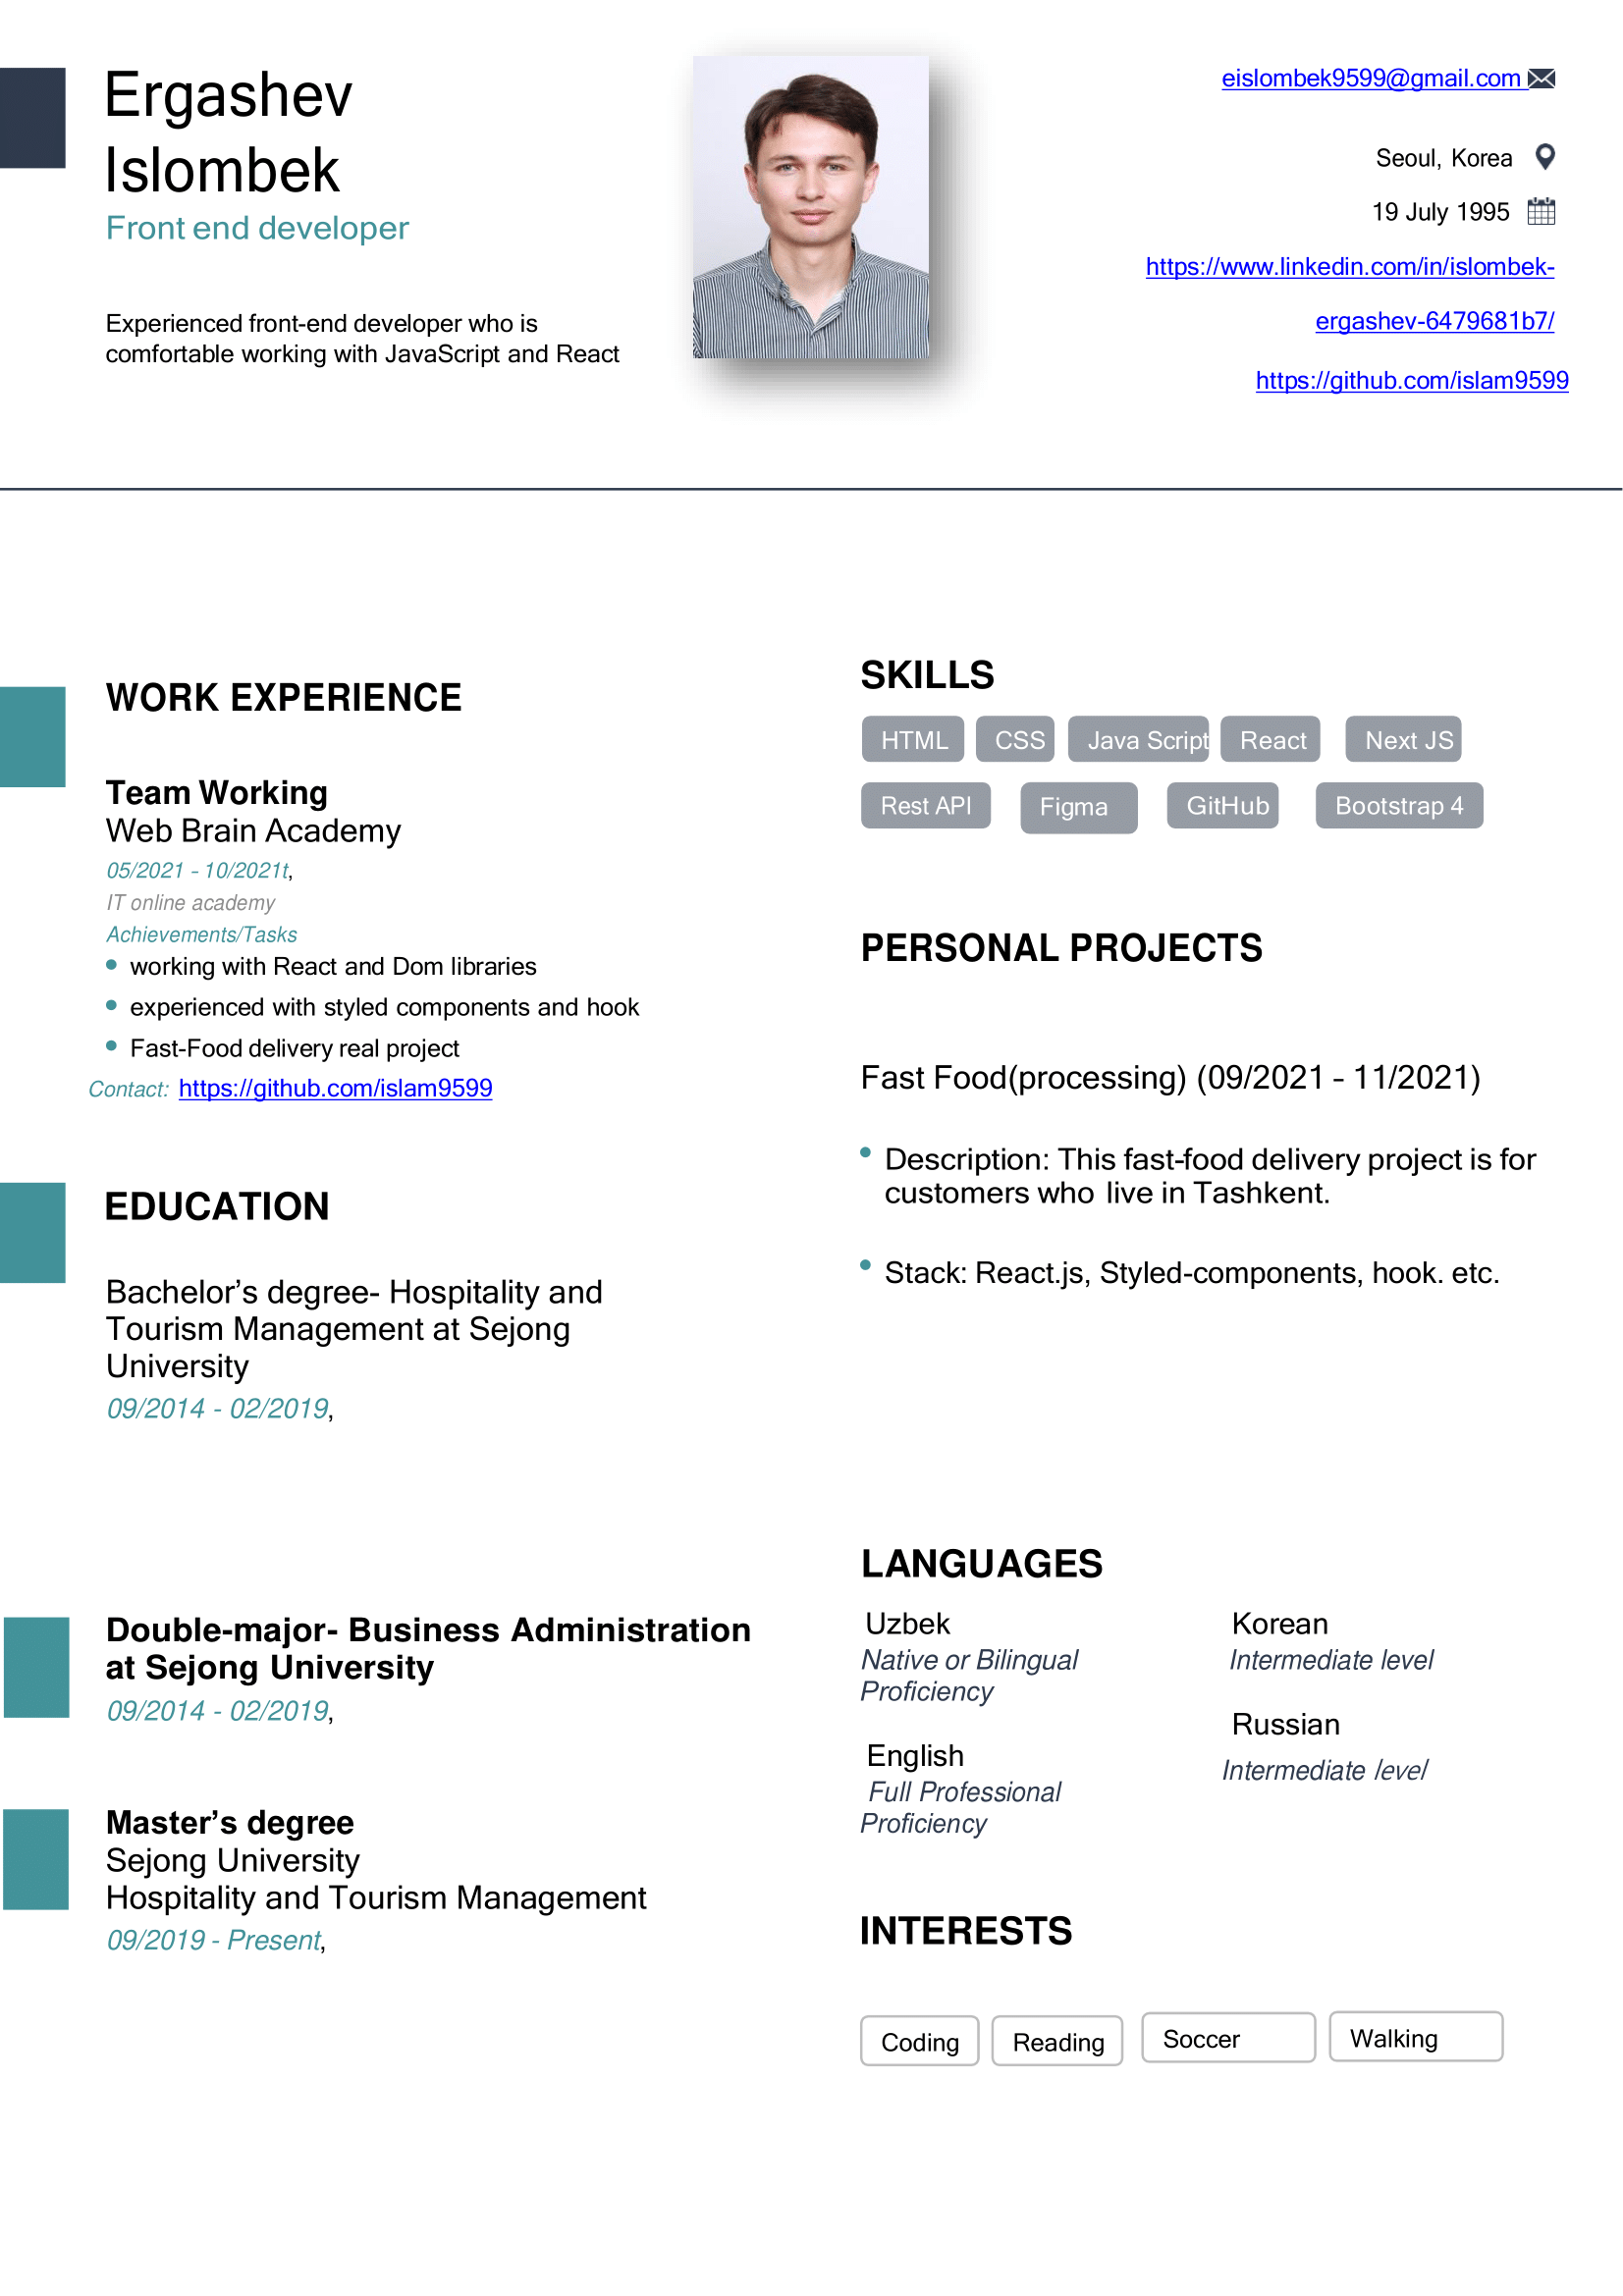 Ergashev
Islombek
Front end developer
Experienced front-end developer who is
comfortable working with JavaScript and React
eislombek9599@gmail.com
Seoul, Korea
19 July 1995
https://www.linkedin.com/in/islombek-
ergashev-6479681b7/
https://github.com/islam9599
WORK EXPERIENCE
Team Working
Web Brain Academy
05/2021 - 10/2021t,
IT online academy
Achievements/Tasks
working with React and Dom libraries
experienced with styled components and hook
Fast-Food delivery real project
Contact: https://github.com/islam9599
EDUCATION
Bachelor’s degree- Hospitality and
Tourism Management at Sejong
University
09/2014 - 02/2019,
Double-major- Business Administration
at Sejong University
09/2014 - 02/2019,
Master’s degree
Sejong University
Hospitality and Tourism Management
09/2019 - Present,
SKILLS
HTML CSS Java Script React Next JS
Rest API Figma GitHub Bootstrap 4
PERSONAL PROJECTS
Fast Food(processing) (09/2021 - 11/2021)
Description: This fast-food delivery project is for
customers who live in Tashkent.
Stack: React.js, Styled-components, hook. etc.
LANGUAGES
Uzbek
Native or Bilingual
Proficiency
English
Full Professional
Proficiency
Korean
Intermediate level
Russian
Intermediate level
INTERESTS
Coding Reading Soccer Walking